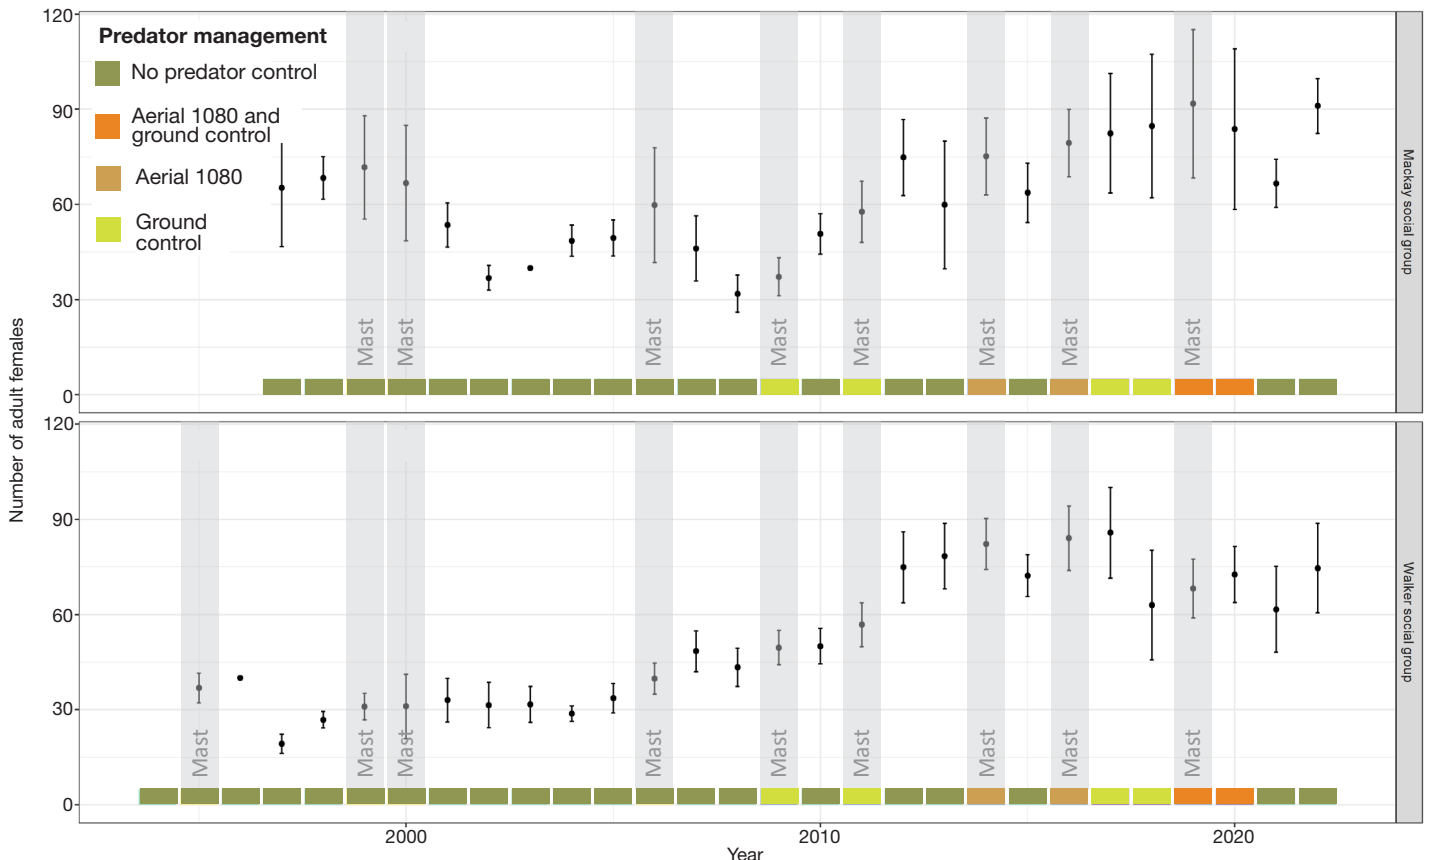 120
Predator management
No predator control
90
Aerial 1080 and
ground control
Aerial 1080
60
Ground
control
30
0
Mast
Mast
Mast
Mast
Mast
Mast
Mast
Mast
Mackay social group
Number of adult females
120
90
60
30
0
Mast
Mast
Mast
Mast
Mast
Mast
Mast
Mast
Mast
Walker social group
2000
2010
2020
Year